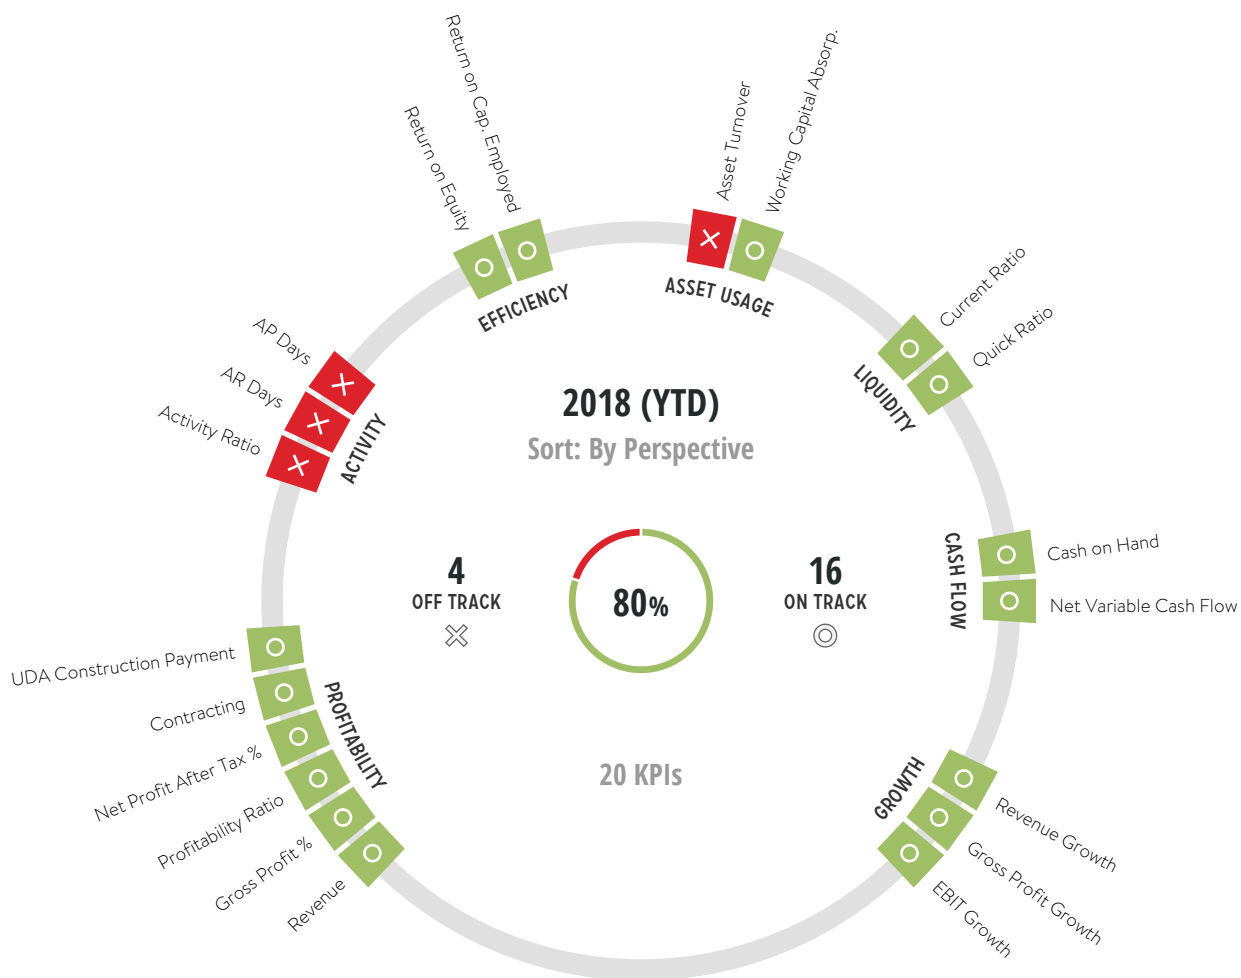 Return on Cap. Employed
Return on Equity
EFFICIENCY
Asset Turnover
Working Capital Absorp.
ASSET USAGE
Current Ratio
Quick Ratio
LIQUIDITY
AP Days
AR Days
Activity Ratio
ACTIVITY
2018 (YTD)
Sort: By Perspective
4
OFF TRACK
80%
16
ON TRACK
20 KPIs
Cash on Hand
Net Variable Cash Flow
CASH FLOW
UDA Construction Payment
Contracting
Net Profit After Tax %
Profitability Ratio
Gross Profit %
Revenue
PROFITABILITY
GROWTH
Revenue Growth
Gross Profit Growth
EBIT Growth